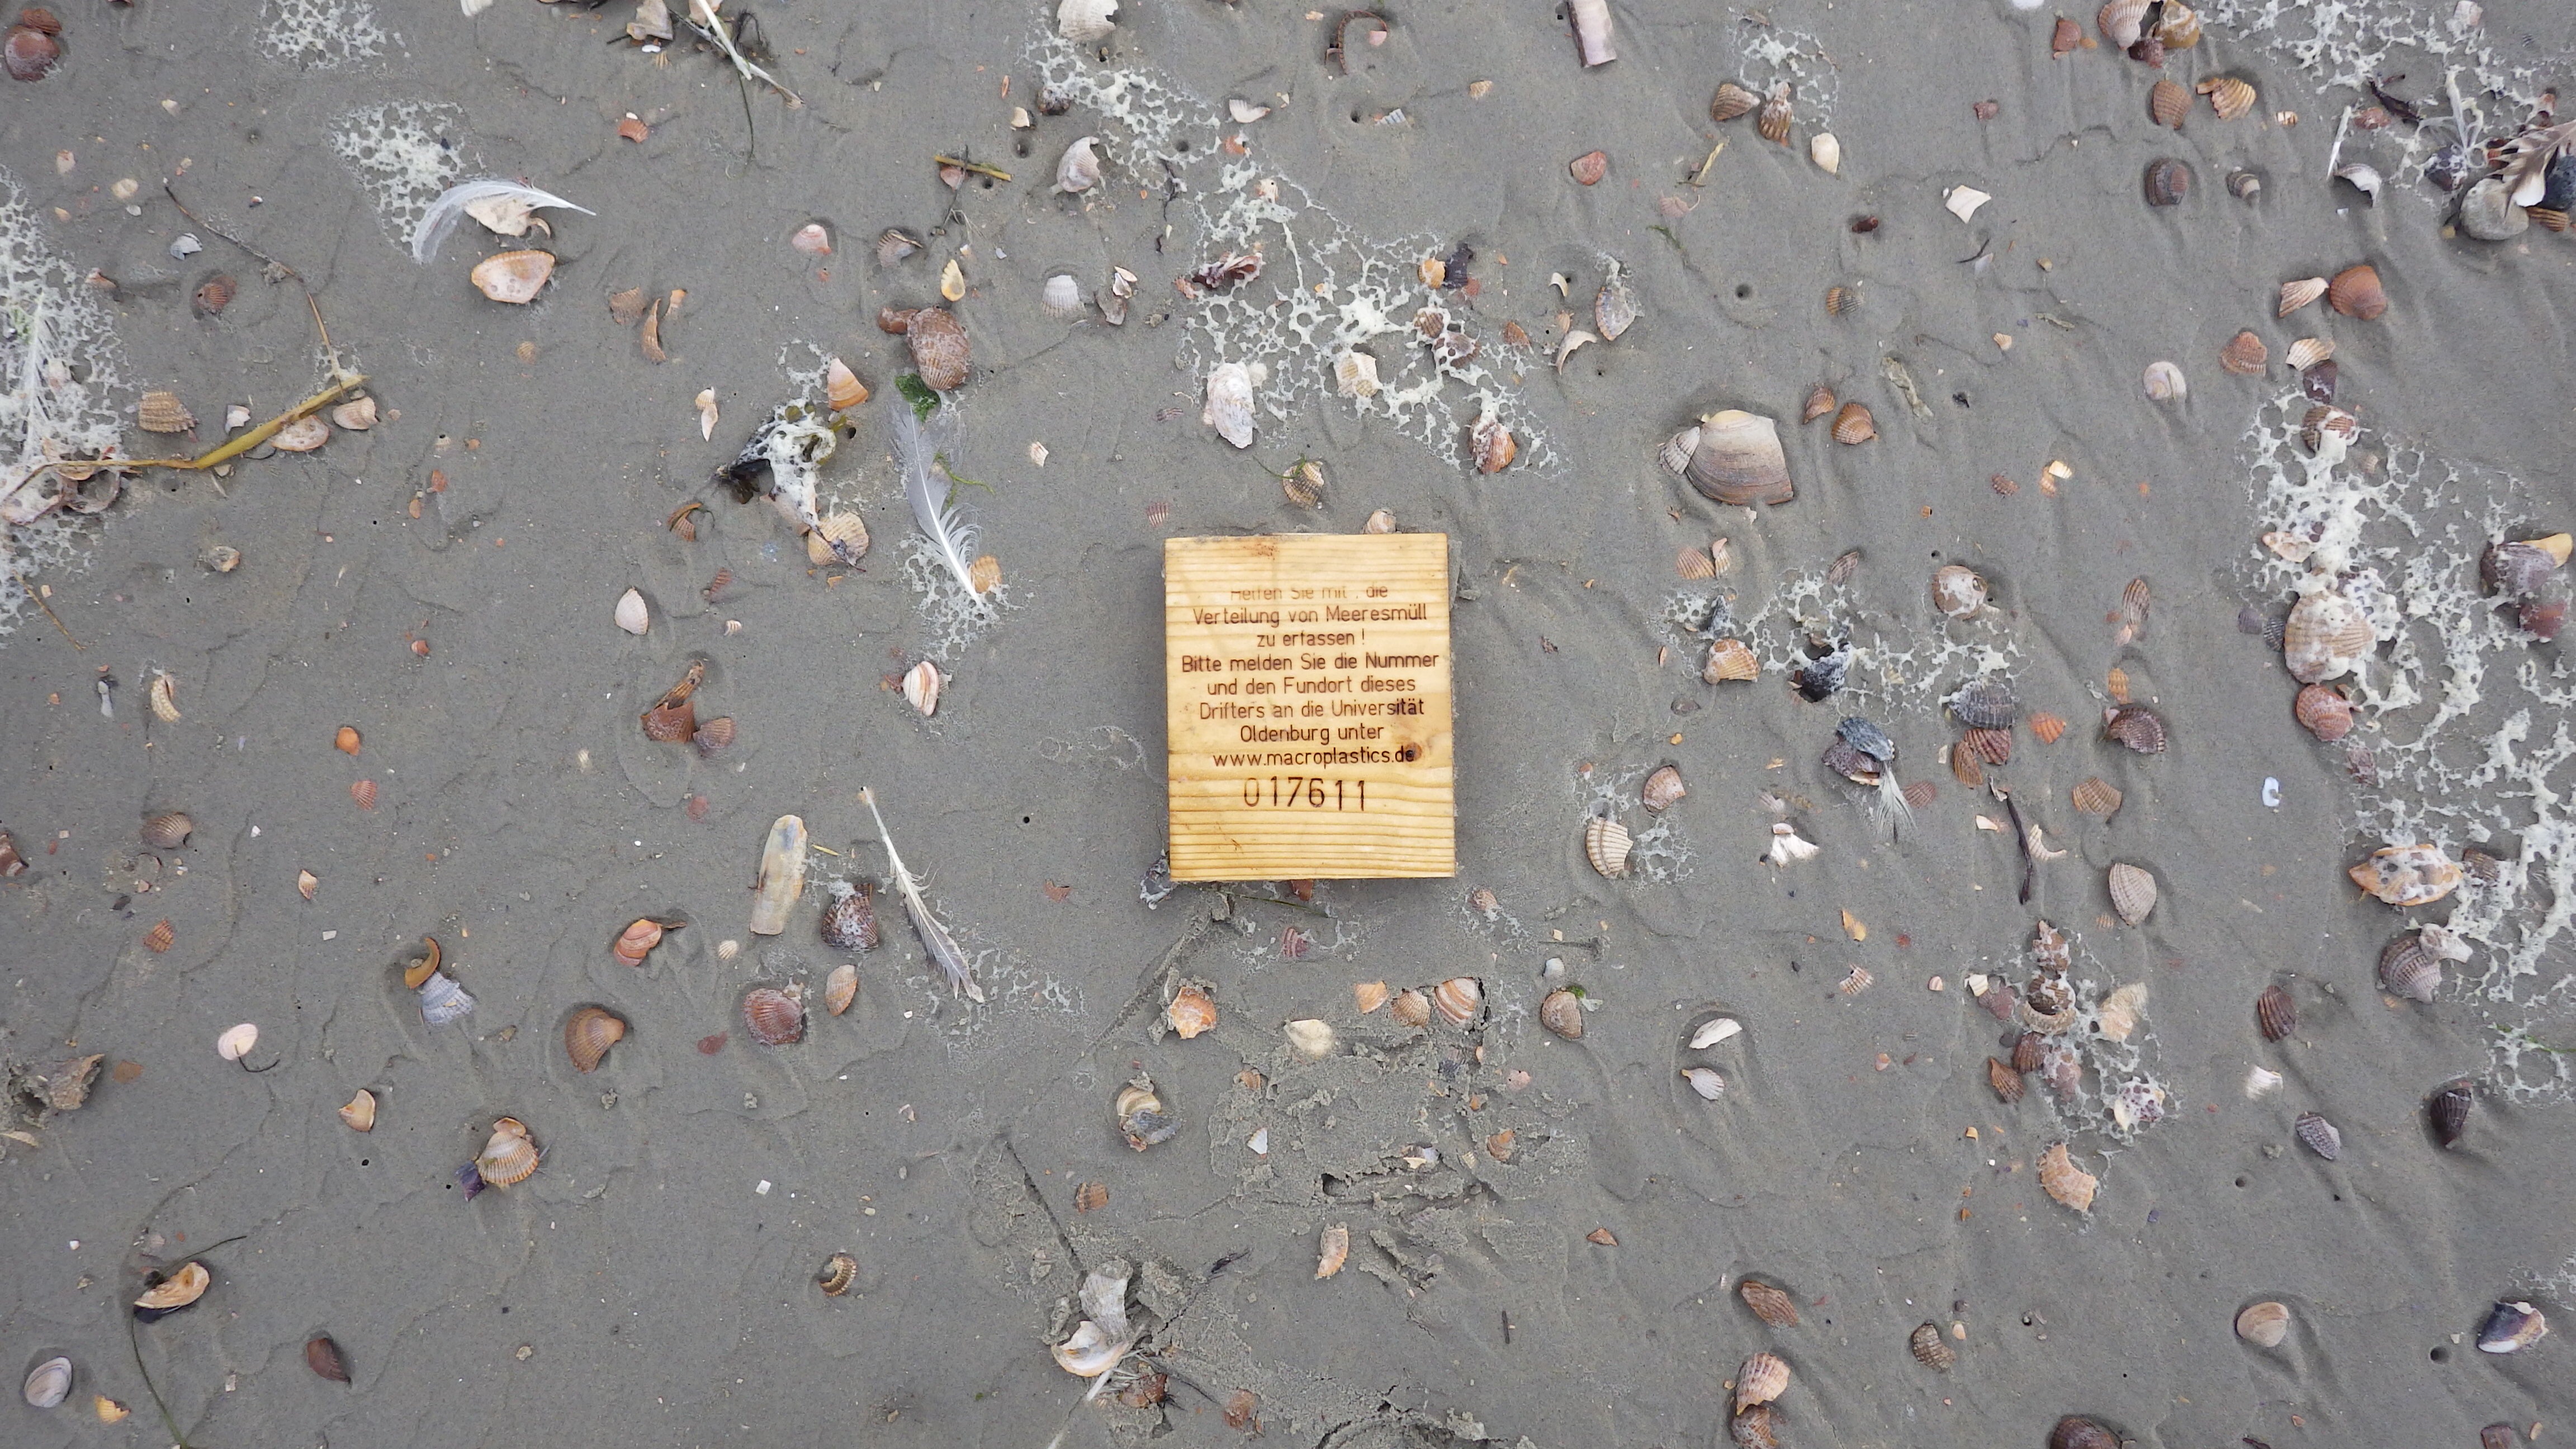 Helfen Sie mit , die
Verteilung von Meeresmüll
zu erfassen !
Bitte melden Sie die Nummer
und den Fundort dieses
Drifters an die Universität
Oldenburg unter
www.macroplastics.de
017611